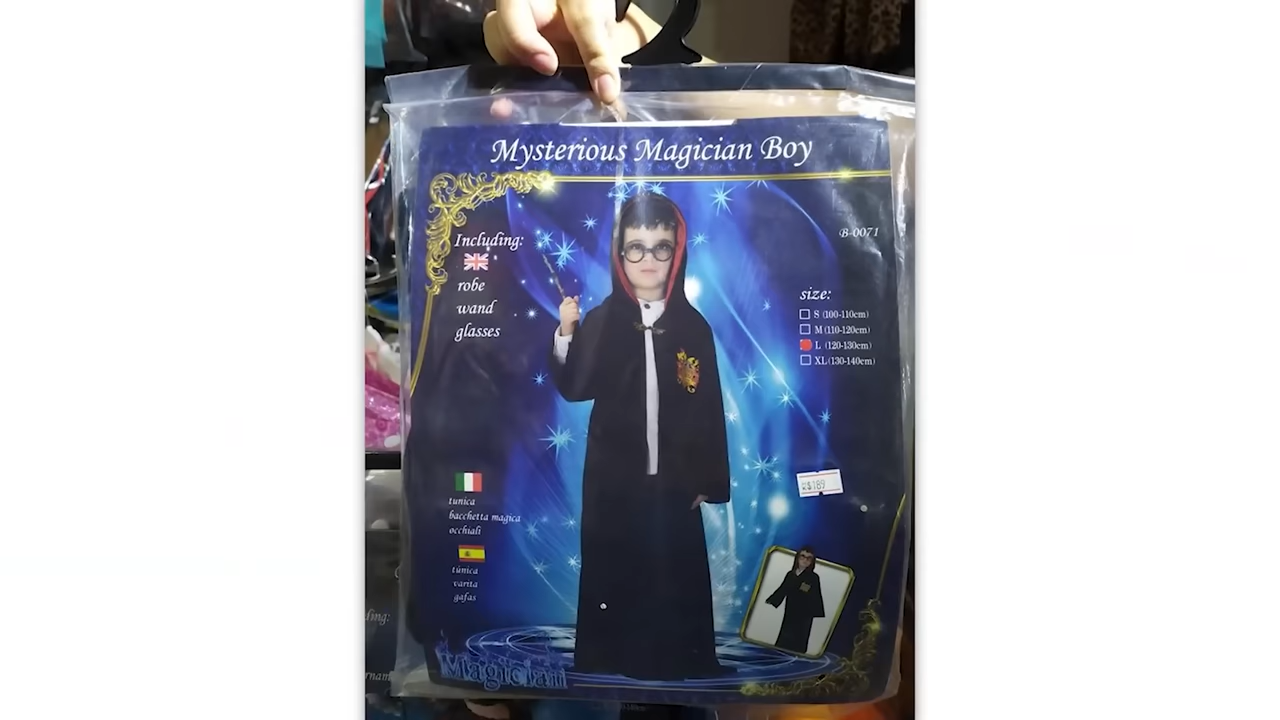 Mysterious Magician Boy
Including:
robe
wand
glasses
B-0071
size:
S (100-110cm)
M (110-120cm)
L (120-130cm)
XL (130-140cm)
tunica
bacchetta magica
occhiali
túnica
varita
gafas
Magician
ding: